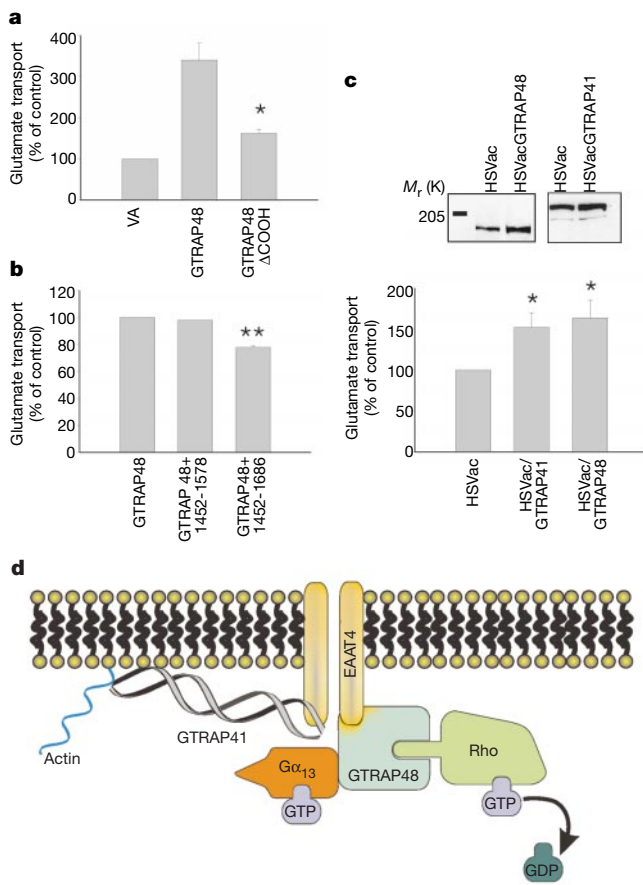 a
Glutamate transport
(% of control)
400
300
200
100
0
*
VA
GTRAP48
GTRAP48
ΔCOOH
b
Glutamate transport
(% of control)
120
100
80
60
40
20
0
**
GTRAP48
GTRAP 48+
1452-1578
GTRAP48+
1452-1686
c
HSVac
HSVacGTRAP48
HSVac
HSVacGTRAP41
Mr (K)
205
Glutamate transport
(% of control)
200
150
100
50
0
*
*
HSVac
HSVac/
GTRAP41
HSVac/
GTRAP48
d
EAAT4
GTRAP41
Actin
Gα13
GTP
GTRAP48
Rho
GTP
GDP